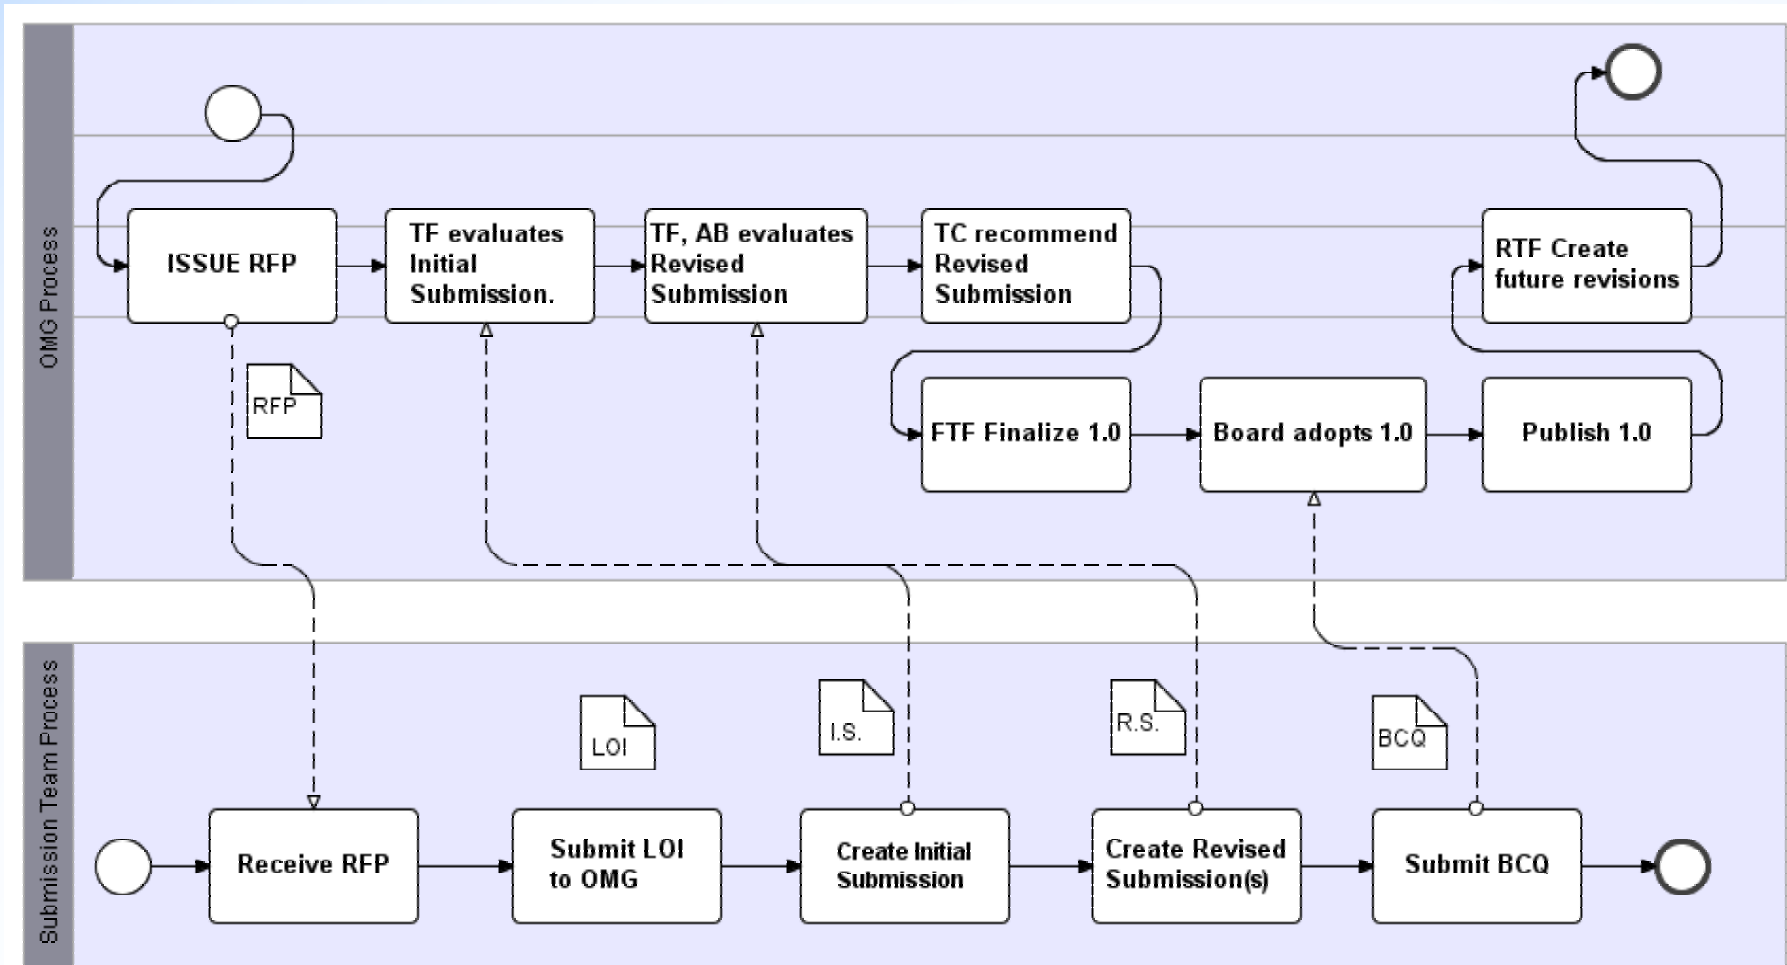 OMG Process
ISSUE RFP
TF evaluates
Initial
Submission.
TF, AB evaluates
Revised
Submission
TC recommend
Revised
Submission
RTF Create
future revisions
RFP
FTF Finalize 1.0
Board adopts 1.0
Publish 1.0
Submission Team Process
LOI
I.S.
R.S.
BCQ
Receive RFP
Submit LOI
to OMG
Create Initial
Submission
Create Revised
Submission(s)
Submit BCQ